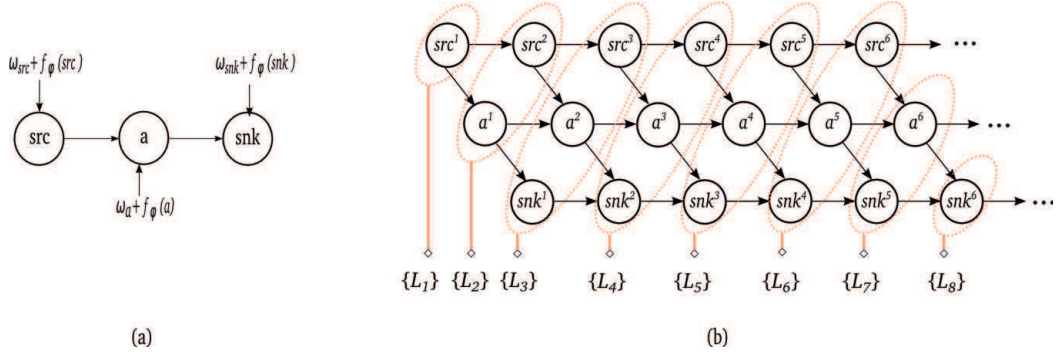 ω_src+f_φ(src)
ω_snk+f_φ(snk)
src a snk
ω_a+f_φ(a)
(a)
src¹ src² src³ src⁴ src⁵ src⁶ •••
a¹ a² a³ a⁴ a⁵ a⁶ •••
snk¹ snk² snk³ snk⁴ snk⁵ snk⁶ •••
{L₁} {L₂} {L₃} {L₄} {L₅} {L₆} {L₇} {L₈}
(b)